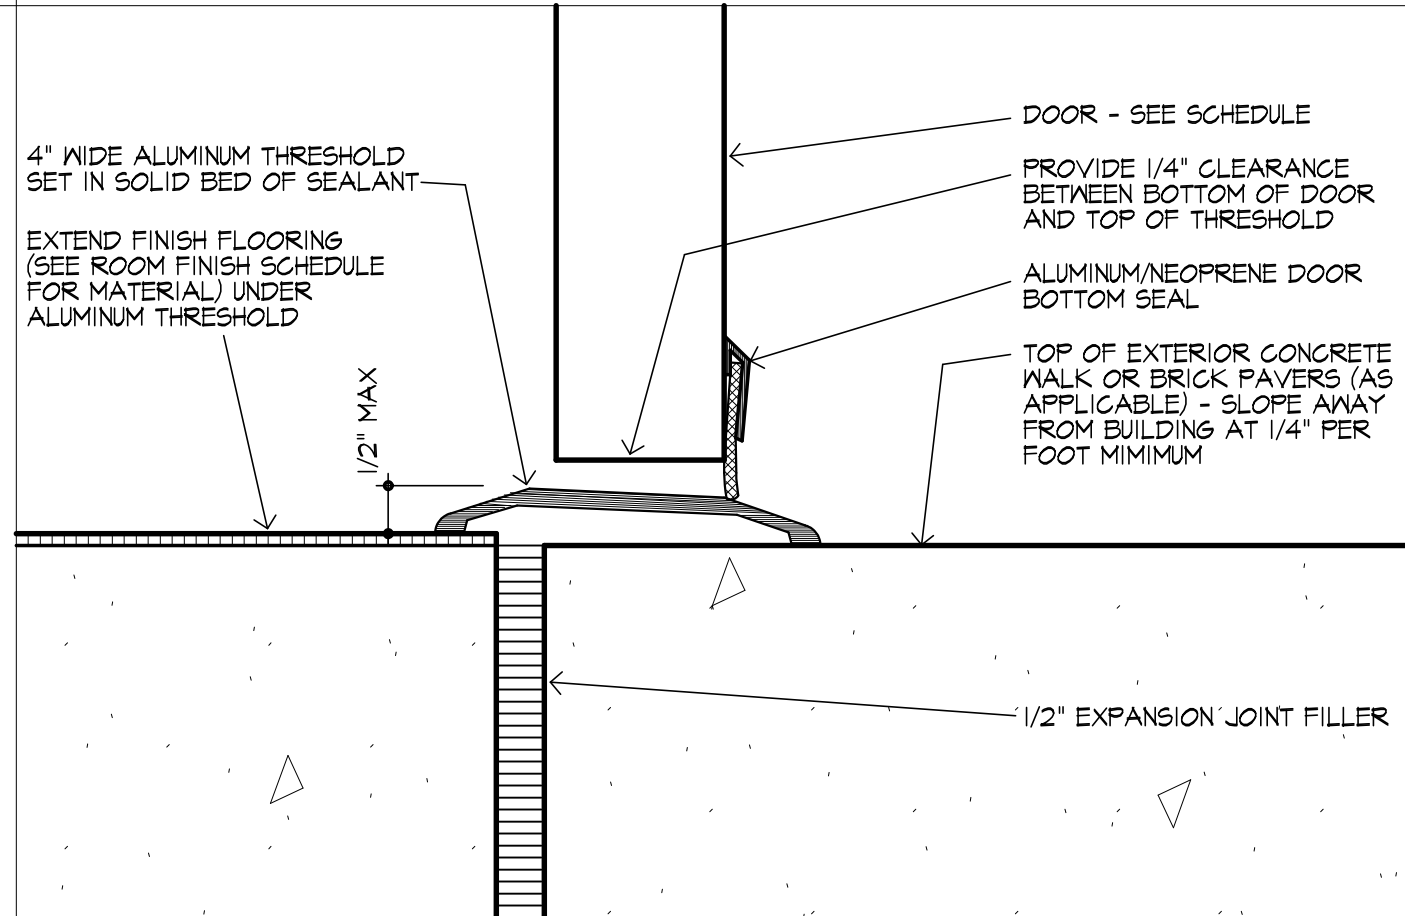 4" WIDE ALUMINUM THRESHOLD
SET IN SOLID BED OF SEALANT
EXTEND FINISH FLOORING
(SEE ROOM FINISH SCHEDULE
FOR MATERIAL) UNDER
ALUMINUM THRESHOLD
1/2" MAX
DOOR - SEE SCHEDULE
PROVIDE 1/4" CLEARANCE
BETWEEN BOTTOM OF DOOR
AND TOP OF THRESHOLD
ALUMINUM/NEOPRENE DOOR
BOTTOM SEAL
TOP OF EXTERIOR CONCRETE
WALK OR BRICK PAVERS (AS
APPLICABLE) - SLOPE AWAY
FROM BUILDING AT 1/4" PER
FOOT MIMIMUM
1/2" EXPANSION JOINT FILLER